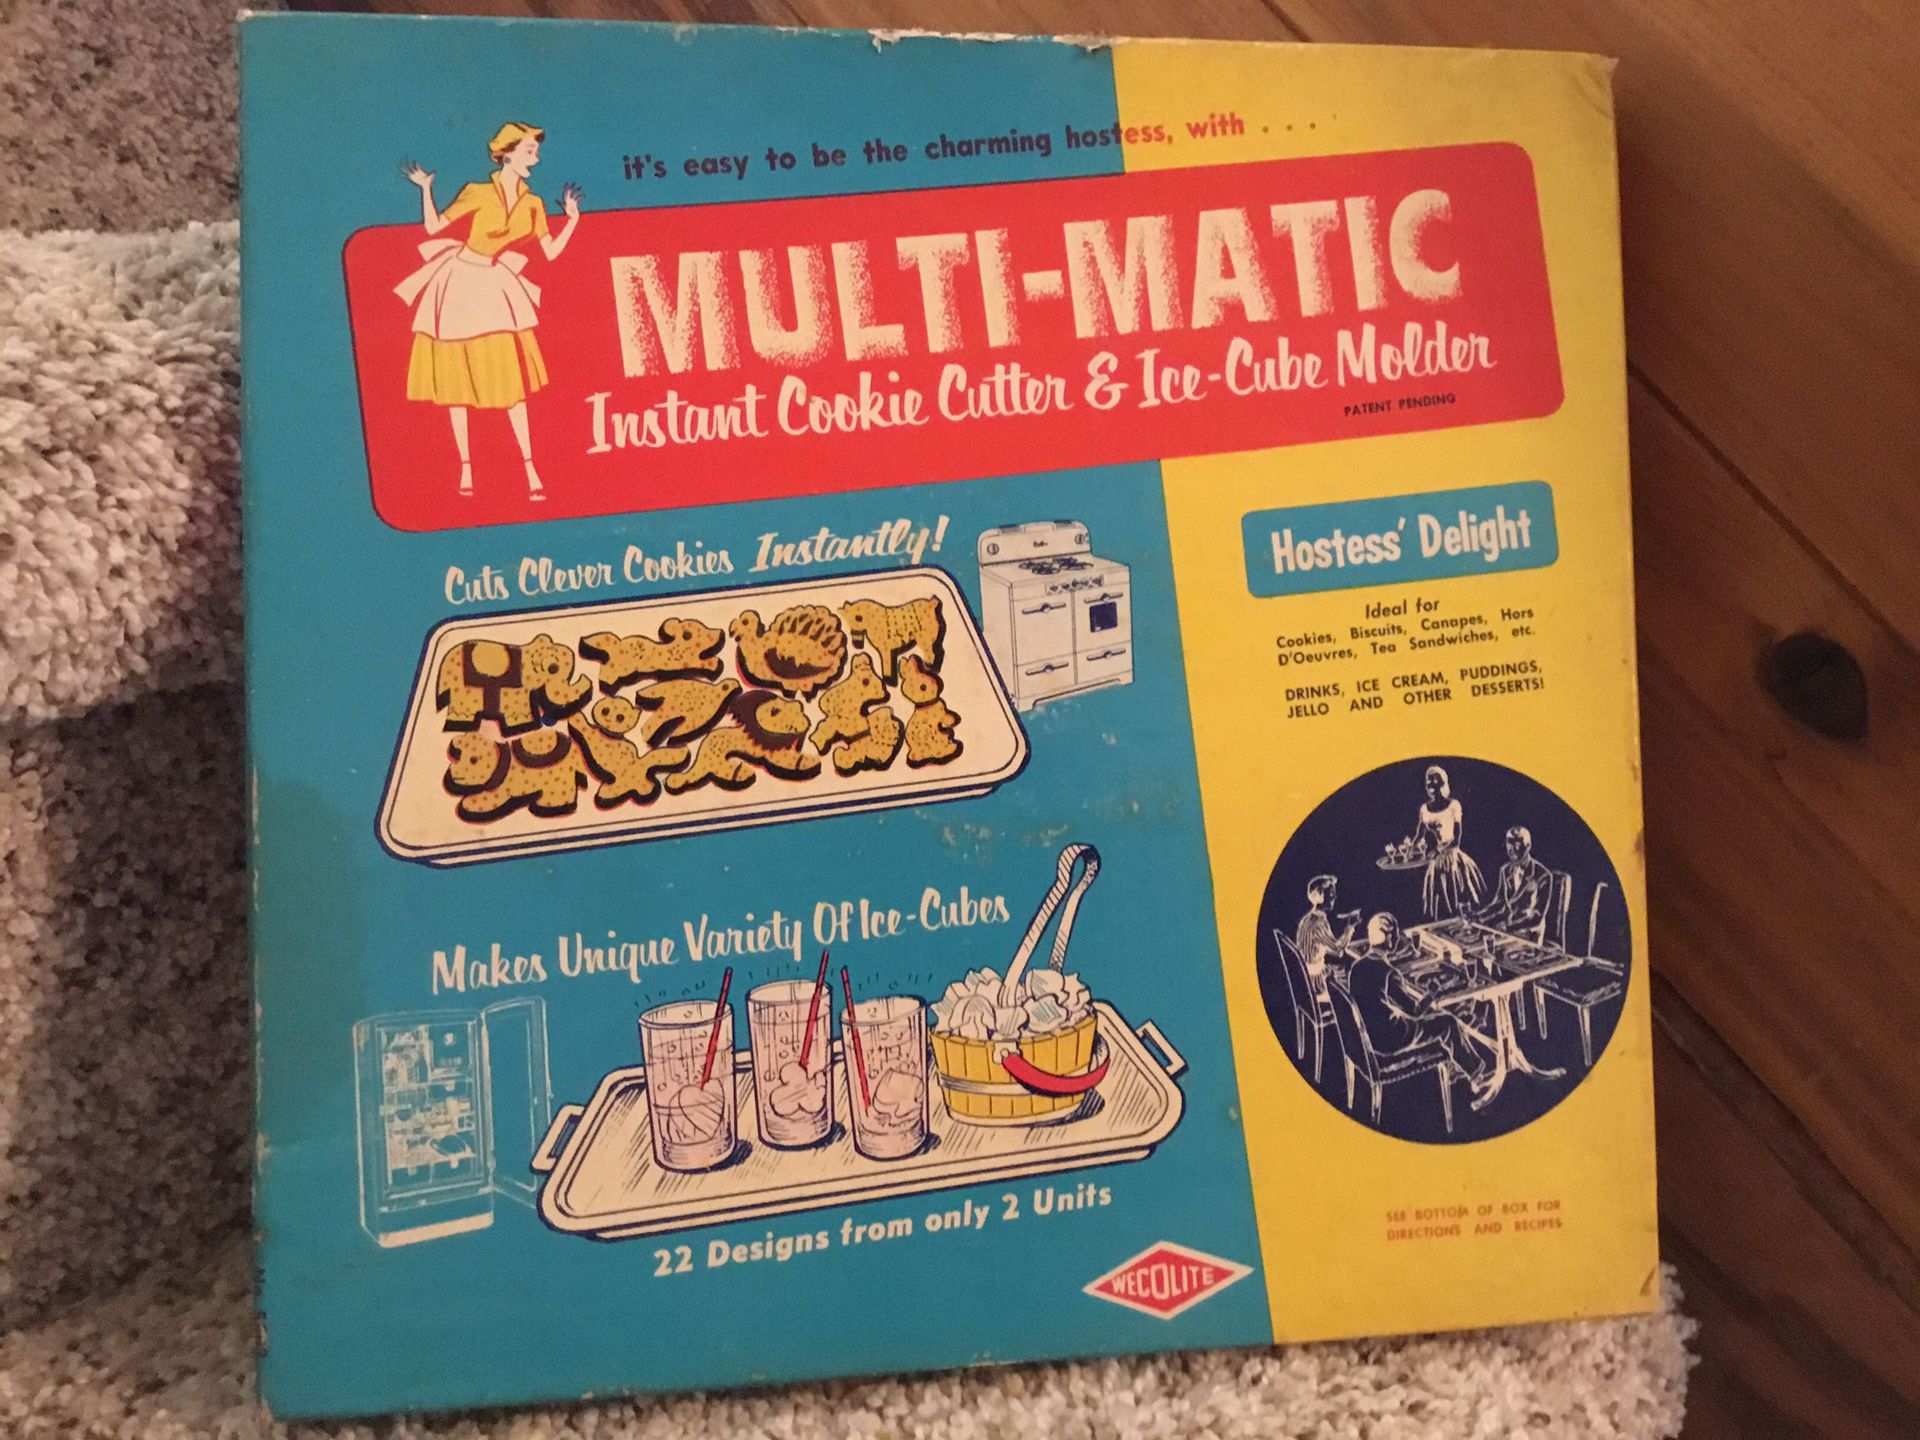 it's easy to be the charming hostess, with . . . .
MULTI-MATIC
Instant Cookie Cutter & Ice-Cube Molder
PATENT PENDING
Cuts Clever Cookies Instantly!
Hostess' Delight
Ideal for
Cookies, Biscuits, Canapes, Hors
D'Oeuvres, Tea Sandwiches, etc.
DRINKS, ICE CREAM, PUDDINGS,
JELLO AND OTHER DESSERTS!
Makes Unique Variety Of Ice-Cubes
22 Designs from only 2 Units
WECOLITE
SEE BOTTOM OF BOX FOR
DIRECTIONS AND RECIPES